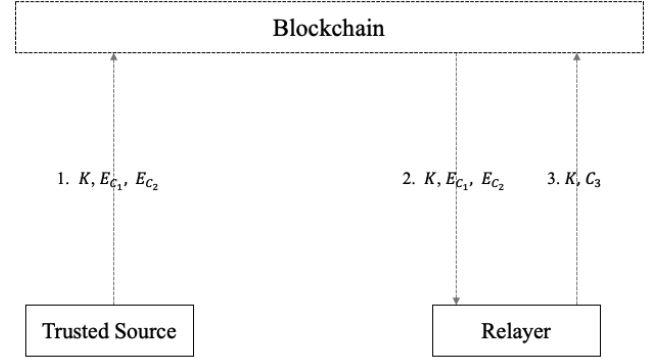 Blockchain
1. K, E_{C_1}, E_{C_2}
2. K, E_{C_1}, E_{C_2}
3. K, C_3
Trusted Source
Relayer